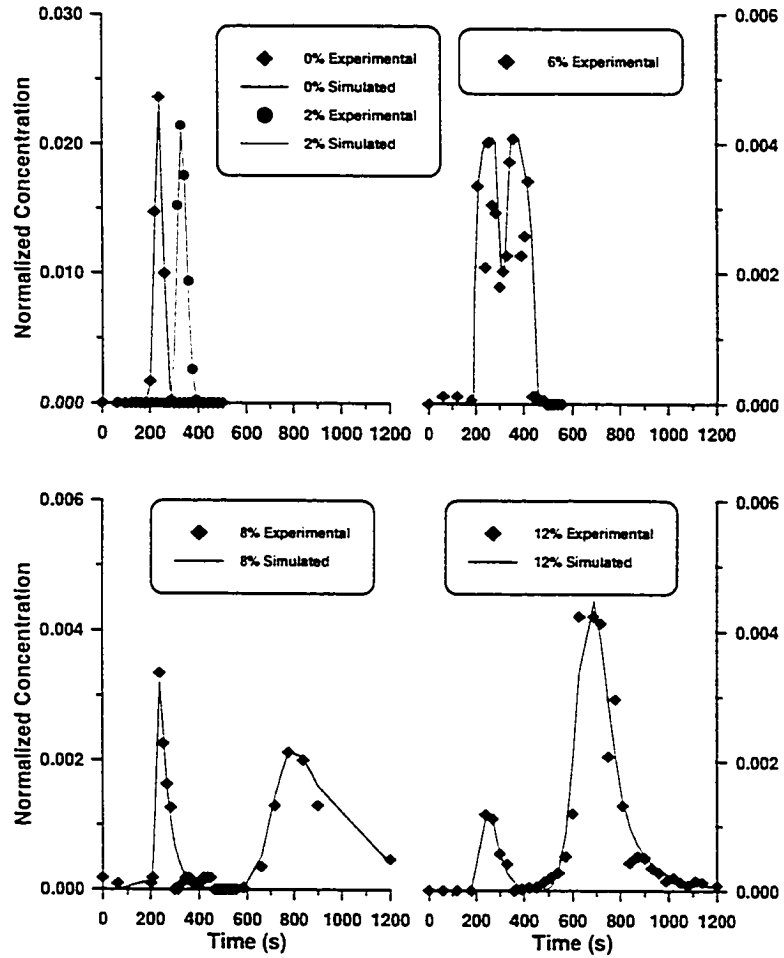 0.030
0.020
0.010
0.000
Normalized Concentration
0% Experimental
0% Simulated
2% Experimental
2% Simulated
0 200 400 600 800 1000 1200
6% Experimental
0.006
0.004
0.002
0.000
0 200 400 600 800 1000 1200
0.006
0.004
0.002
0.000
Normalized Concentration
8% Experimental
8% Simulated
0 200 400 600 800 1000 1200
Time (s)
12% Experimental
12% Simulated
0.006
0.004
0.002
0.000
0 200 400 600 800 1000 1200
Time (s)